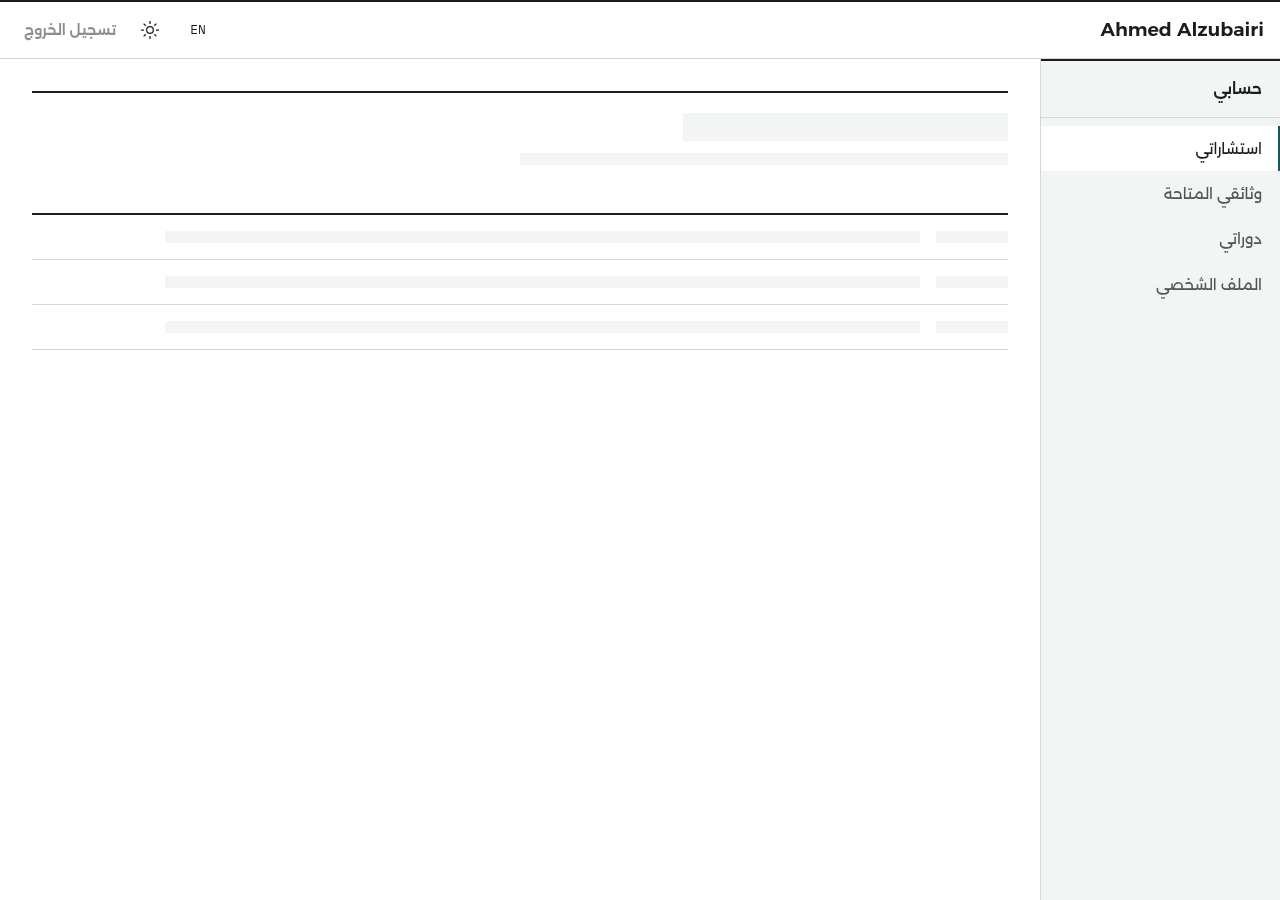 Ahmed Alzubairi
EN
تسجيل الخروج
حسابي
استشاراتي
وثائقي المتاحة
دوراتي
الملف الشخصي